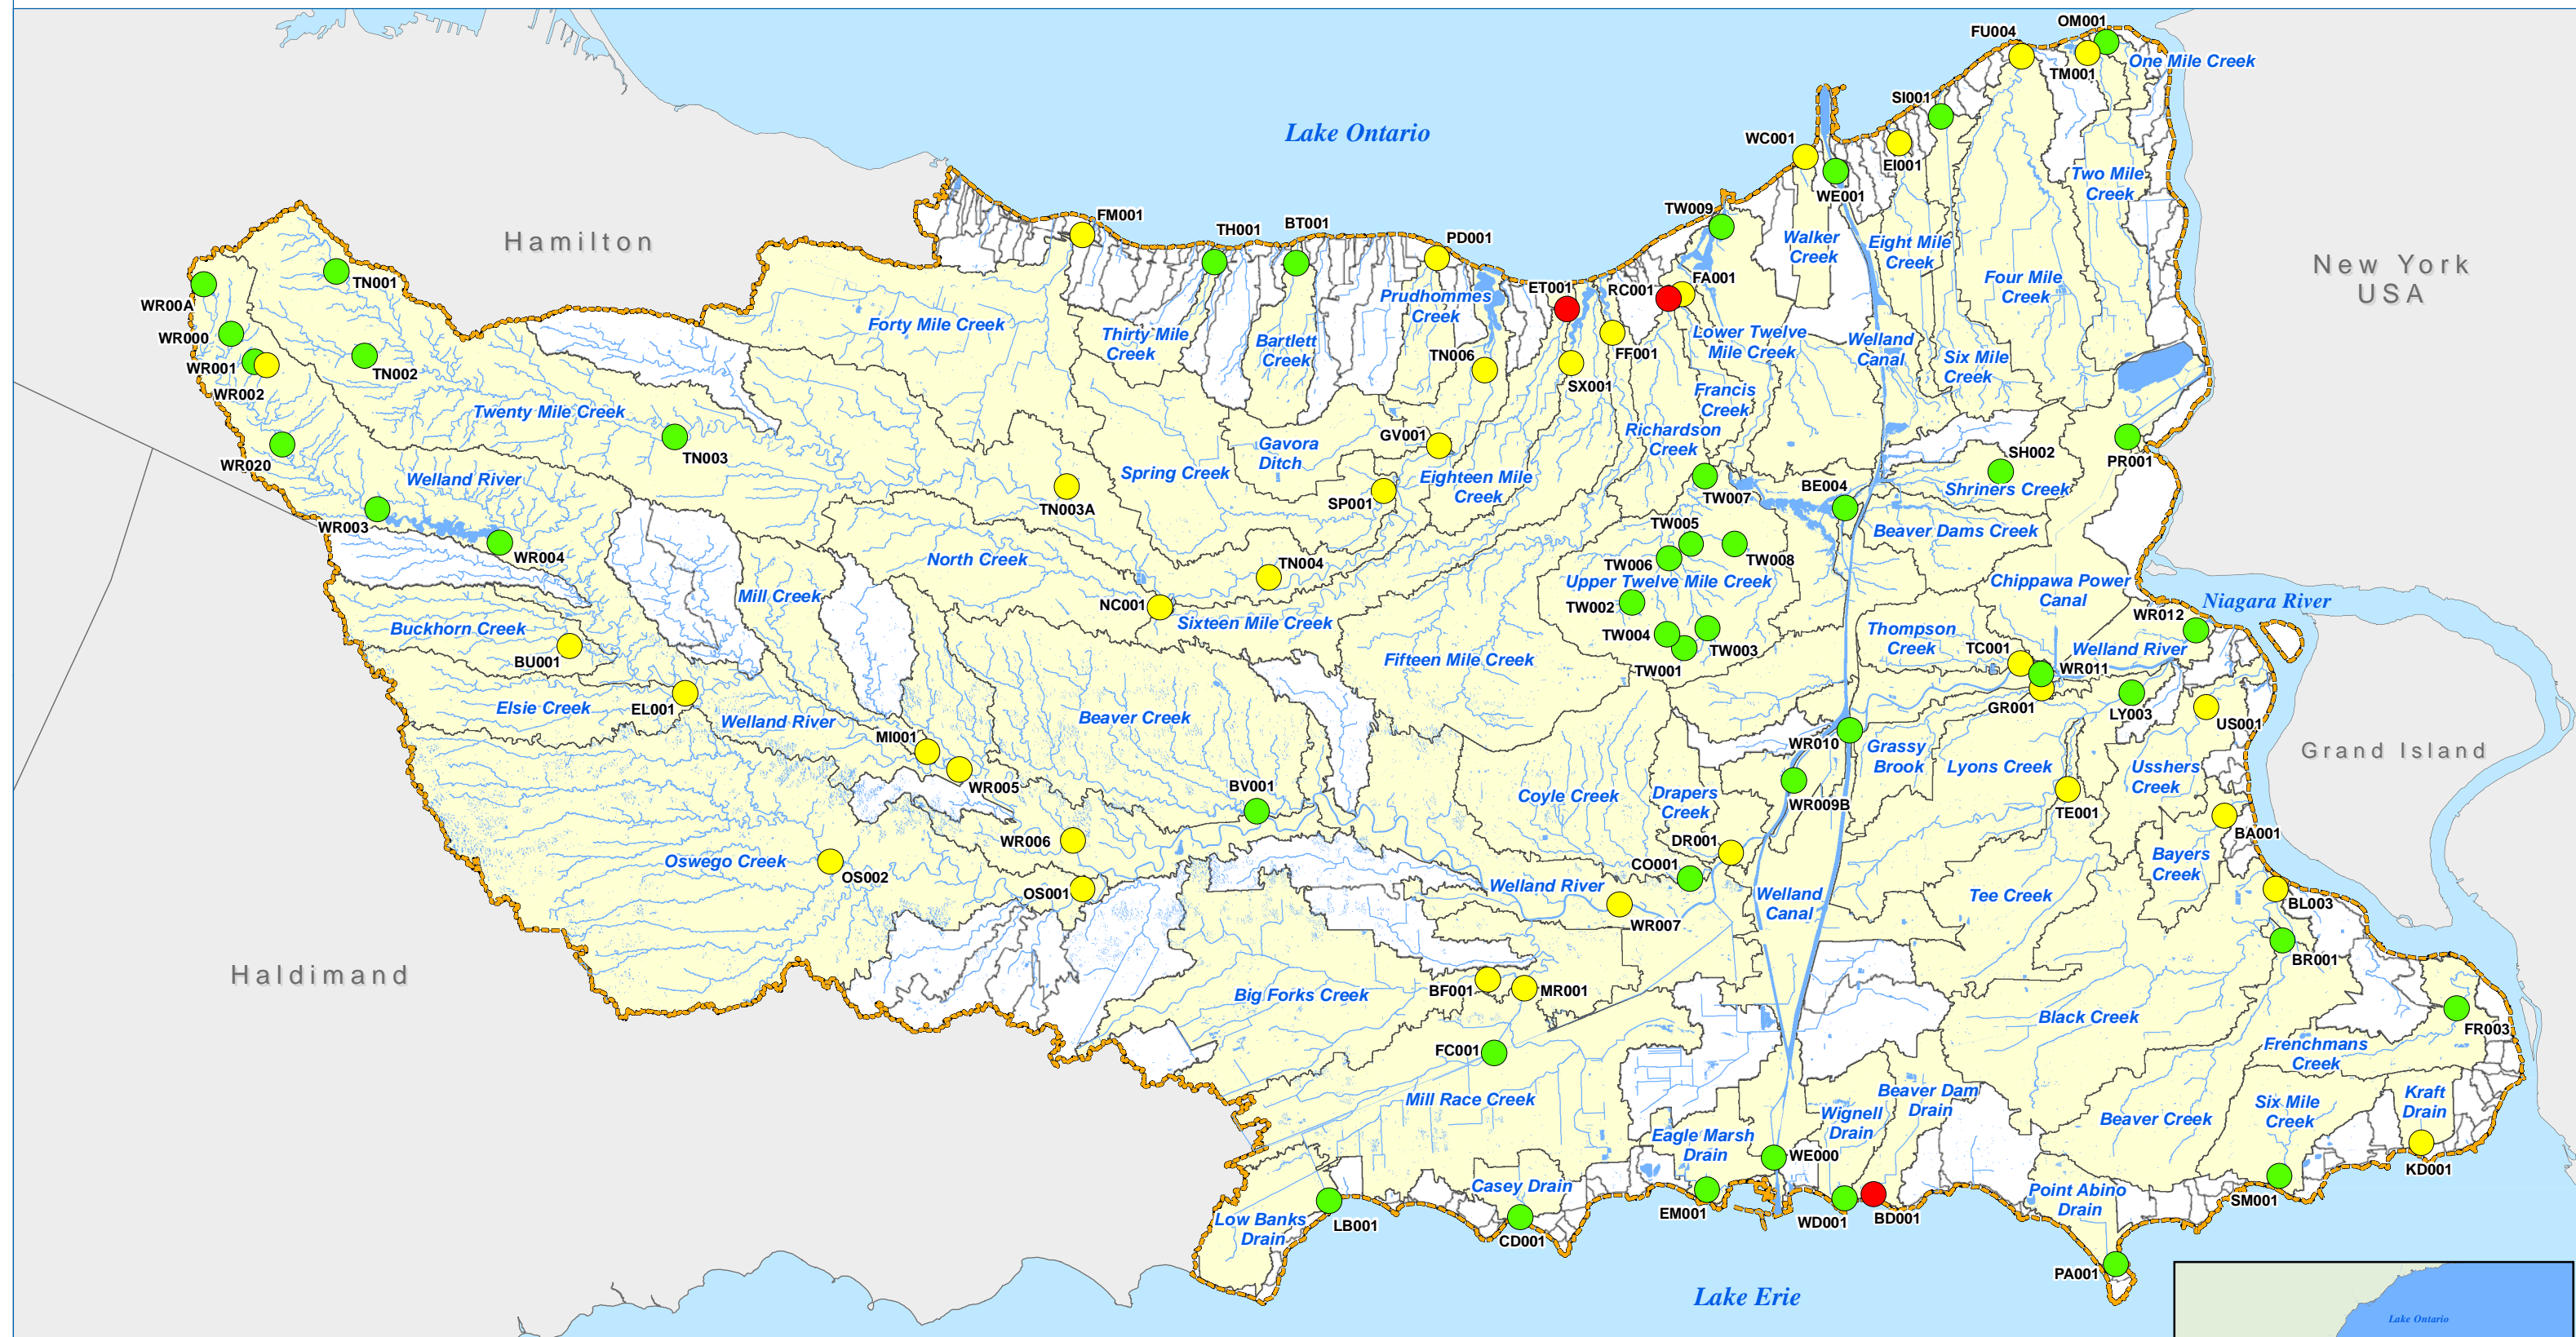 OM001
FU004
One Mile Creek
TM001
SI001
Lake Ontario
WC001
EI001
Two Mile
Creek
WE001
TW009
FM001
TH001
BT001
PD001
Hamilton
Walker
Creek
Eight Mile
Creek
New York
USA
Four Mile
Creek
TN001
WR00A
FA001
RC001
ET001
Prudhommes
Creek
Forty Mile Creek
WR000
Thirty Mile
Creek
Bartlett
Creek
Lower Twelve
Mile Creek
Welland
Canal
FF001
TN006
Six Mile
Creek
WR001
TN002
WR002
SX001
Francis
Creek
Twenty Mile Creek
Richardson
Creek
GV001
Gavora
Ditch
TN003
SH002
PR001
WR020
Welland River
Spring Creek
Eighteen Mile
Creek
Shriners Creek
TW007
BE004
SP001
TN003A
WR003
TW005
Beaver Dams Creek
WR004
North Creek
TN004
TW006
TW008
Upper Twelve Mile Creek
Chippawa Power
Canal
Mill Creek
NC001
TW002
Niagara River
WR012
Sixteen Mile Creek
Buckhorn Creek
Thompson
Creek
TW004
TW003
TC001
Welland River
BU001
Fifteen Mile Creek
TW001
WR011
Elsie Creek
EL001
GR001
LY003
US001
Welland River
Beaver Creek
MI001
WR010
Grassy
Brook
Grand Island
Lyons Creek
Usshers
Creek
WR005
BV001
Coyle Creek
Drapers
Creek
WR009B
TE001
BA001
WR006
DR001
Oswego Creek
OS002
CO001
Bayers
Creek
OS001
Welland River
Welland
Canal
Tee Creek
BL003
WR007
BR001
Haldimand
BF001
MR001
Big Forks Creek
Black Creek
FR003
FC001
Frenchmans
Creek
Mill Race Creek
Beaver Dam
Drain
Wignell
Drain
Kraft
Drain
Six Mile
Creek
Beaver Creek
Eagle Marsh
Drain
WE000
KD001
Casey Drain
Point Abino
Drain
SM001
Low Banks
Drain
LB001
EM001
WD001
BD001
CD001
PA001
Lake Erie
Lake Ontario